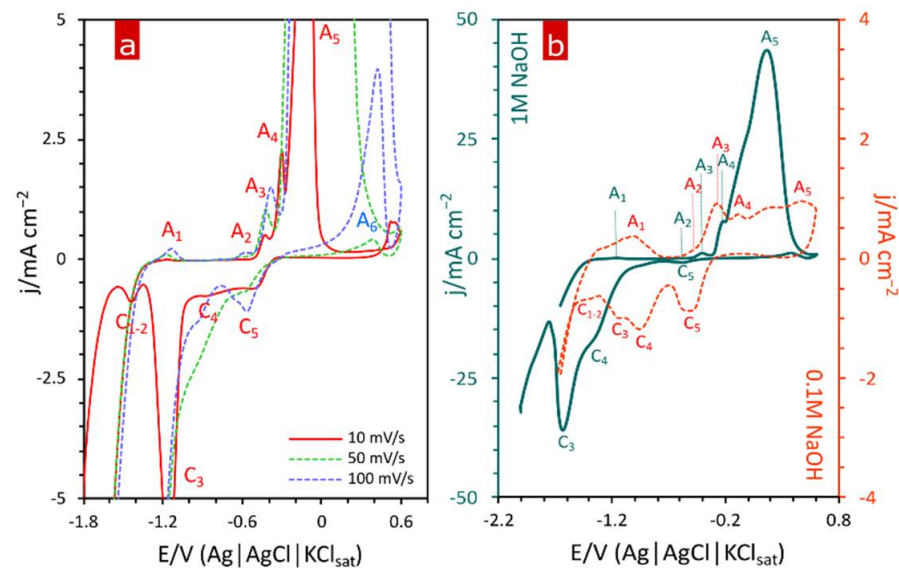 a
5
2.5
0
-2.5
-5
j/mA cm⁻²
-1.8
-1.2
-0.6
0
0.6
E/V (Ag|AgCl|KCl_sat)
A₁
A₂
A₃
A₄
A₅
A₆
C₁₋₂
C₃
C₄
C₅
10 mV/s
50 mV/s
100 mV/s
b
1M NaOH
50
25
0
-25
-50
j/mA cm⁻²
-2.2
-1.2
-0.2
0.8
E/V (Ag|AgCl|KCl_sat)
A₁
A₂
A₃
A₄
A₅
C₃
C₄
C₅
A₁
A₂
A₃
A₄
A₅
C₁₋₂
C₃
C₄
C₅
4
2
0
-2
-4
j/mA cm⁻²
0.1M NaOH